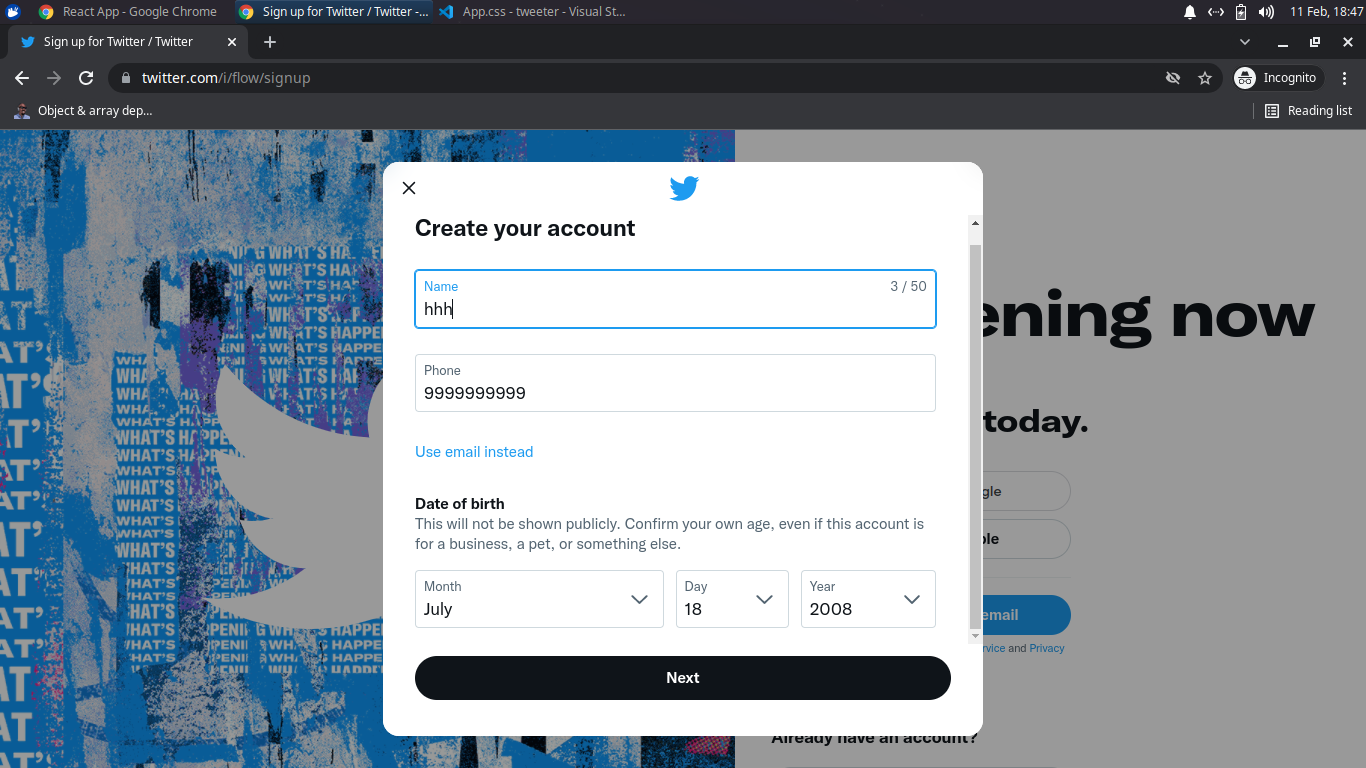 React App - Google Chrome
Sign up for Twitter / Twitter -...
App.css - tweeter - Visual St...
11 Feb, 18:47
Sign up for Twitter / Twitter
twitter.com/i/flow/signup
Incognito
Object & array dep...
Reading list
Create your account
Name
3 / 50
hhh
Phone
9999999999
Use email instead
Date of birth
This will not be shown publicly. Confirm your own age, even if this account is
for a business, a pet, or something else.
Month
July
Day
18
Year
2008
Next
ening now
today.
gle
ple
email
rvice and Privacy
Already have an account?
WHAT'S HAPPENING